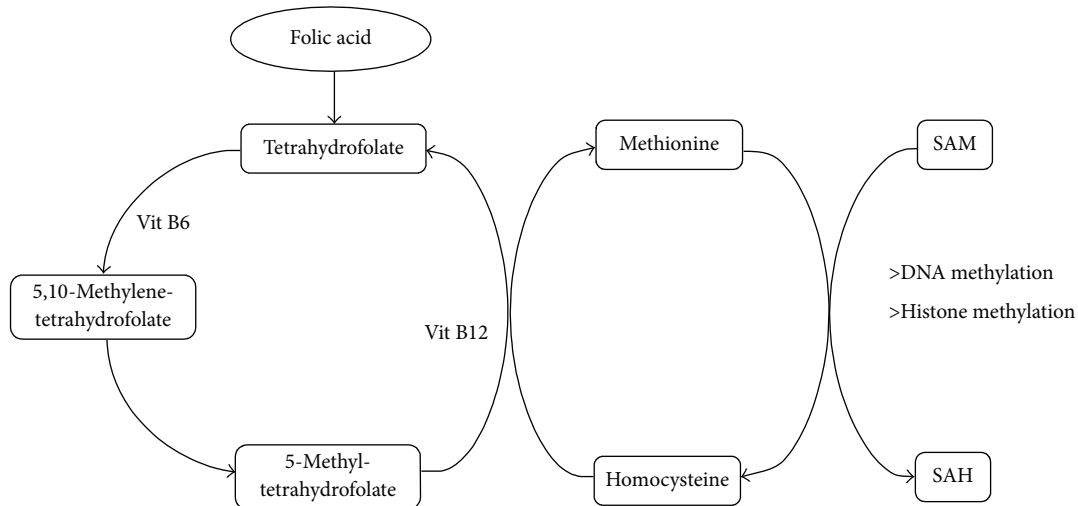 Folic acid
Tetrahydrofolate
Methionine
SAM
Vit B6
5,10-Methylene-
tetrahydrofolate
Vit B12
>DNA methylation
>Histone methylation
5-Methyl-
tetrahydrofolate
Homocysteine
SAH